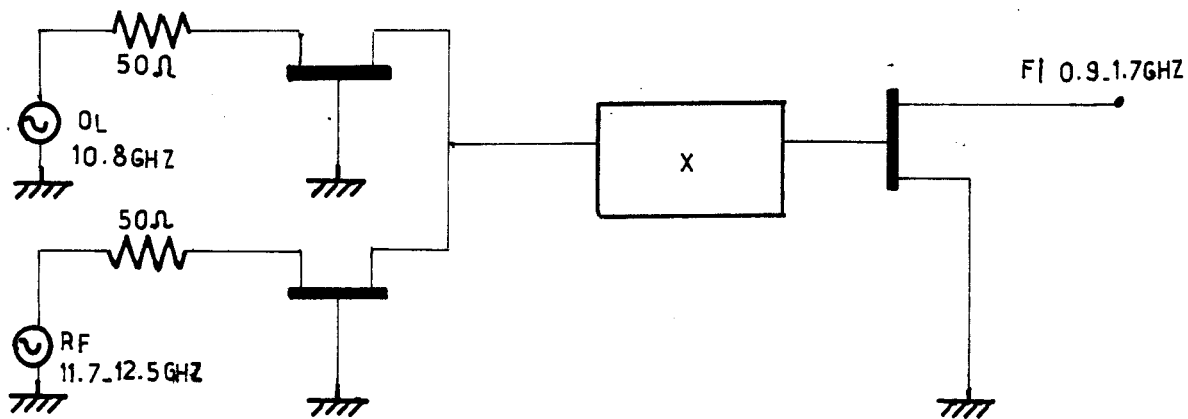 50Ω
OL
10.8GHZ
50Ω
RF
11.7_12.5GHZ
X
FI 0.9_1.7GHZ